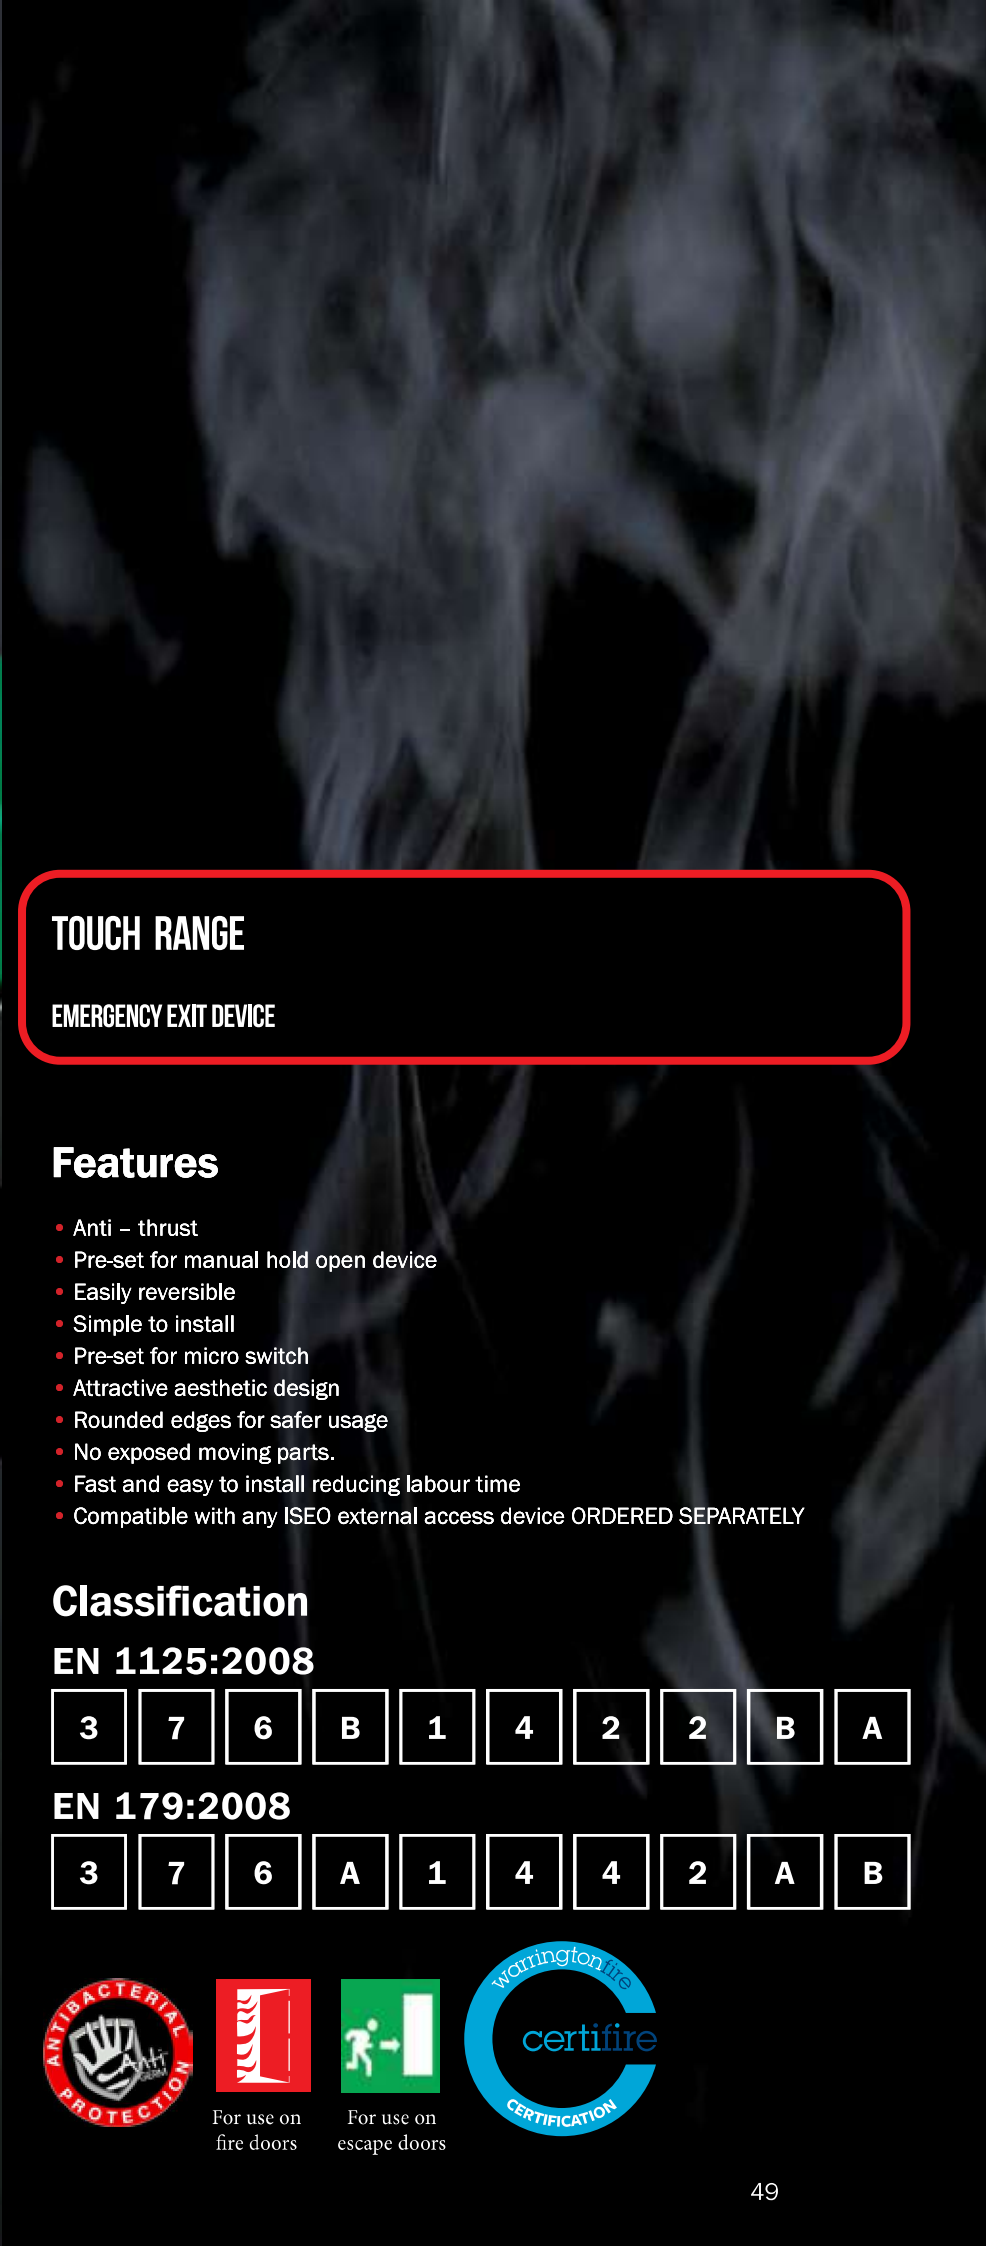 TOUCH RANGE
EMERGENCY EXIT DEVICE
Features
• Anti – thrust
• Pre-set for manual hold open device
• Easily reversible
• Simple to install
• Pre-set for micro switch
• Attractive aesthetic design
• Rounded edges for safer usage
• No exposed moving parts.
• Fast and easy to install reducing labour time
• Compatible with any ISEO external access device ORDERED SEPARATELY
Classification
EN 1125:2008
3 7 6 B 1 4 2 2 B A
EN 179:2008
3 7 6 A 1 4 4 2 A B
ANTIBACTERIAL
Anti
GERM
PROTECTION
For use on
fire doors
For use on
escape doors
warringtonfire
certifire
CERTIFICATION
49